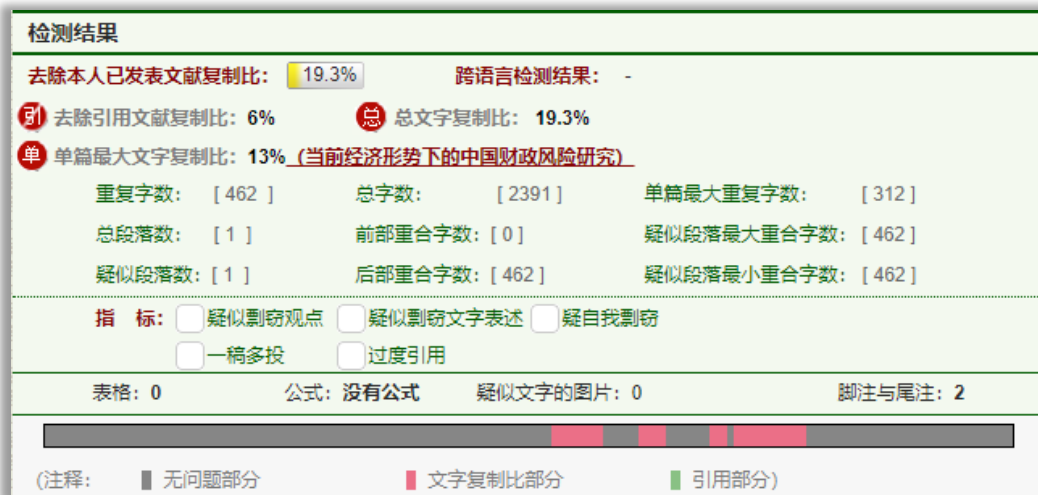 检测结果
去除本人已发表文献复制比： 19.3% 跨语言检测结果： -
引 去除引用文献复制比：6% 总 总文字复制比： 19.3%
单 单篇最大文字复制比：13% （当前经济形势下的中国财政风险研究）
重复字数： [ 462 ] 总字数： [ 2391 ] 单篇最大重复字数： [ 312 ]
总段落数： [ 1 ] 前部重合字数：[ 0 ] 疑似段落最大重合字数：[ 462 ]
疑似段落数：[ 1 ] 后部重合字数：[ 462 ] 疑似段落最小重合字数：[ 462 ]
指 标： 疑似剽窃观点 疑似剽窃文字表述 疑自我剽窃
一稿多投 过度引用
表格：0 公式：没有公式 疑似文字的图片：0 脚注与尾注：2
(注释： 无问题部分 文字复制比部分 引用部分)